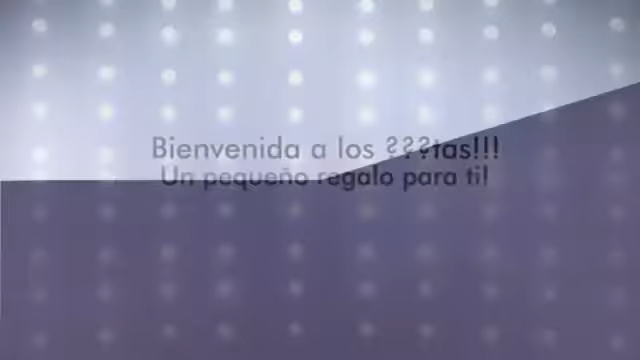 Bienvenida a los ???tas!!!
Un pequeño regalo para ti!